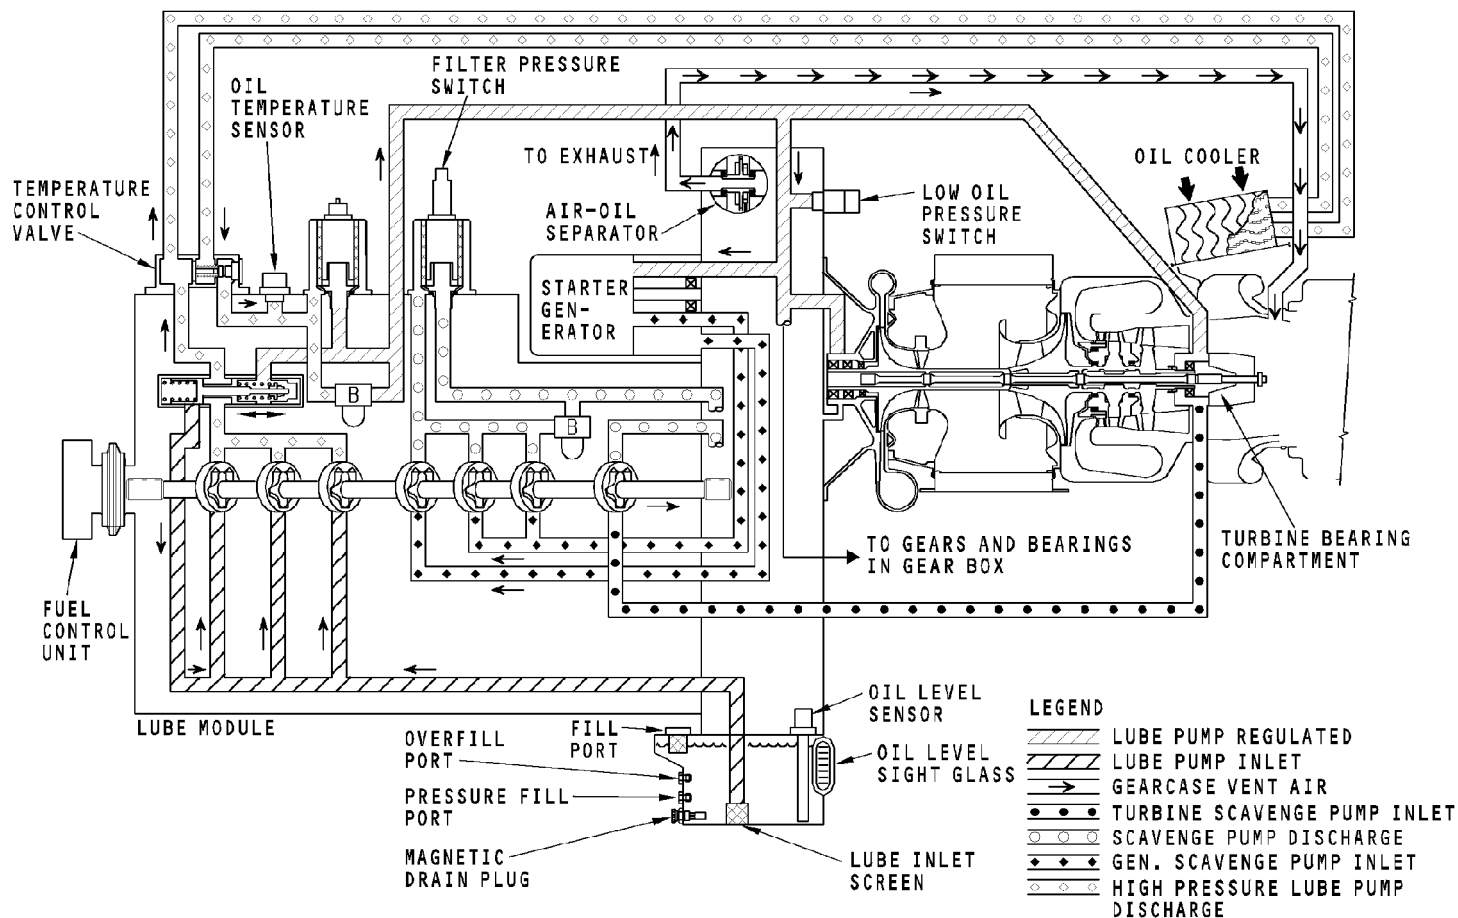 FILTER PRESSURE
SWITCH
OIL
TEMPERATURE
SENSOR
TO EXHAUST
OIL COOLER
TEMPERATURE
CONTROL
VALVE
AIR-OIL
SEPARATOR
LOW OIL
PRESSURE
SWITCH
STARTER
GEN-
ERATOR
B
B
TO GEARS AND BEARINGS
IN GEAR BOX
TURBINE BEARING
COMPARTMENT
FUEL
CONTROL
UNIT
LUBE MODULE
OVERFILL
PORT
FILL
PORT
OIL LEVEL
SENSOR
OIL LEVEL
SIGHT GLASS
PRESSURE FILL
PORT
MAGNETIC
DRAIN PLUG
LUBE INLET
SCREEN
LEGEND
LUBE PUMP REGULATED
LUBE PUMP INLET
GEARCASE VENT AIR
TURBINE SCAVENGE PUMP INLET
SCAVENGE PUMP DISCHARGE
GEN. SCAVENGE PUMP INLET
HIGH PRESSURE LUBE PUMP
DISCHARGE